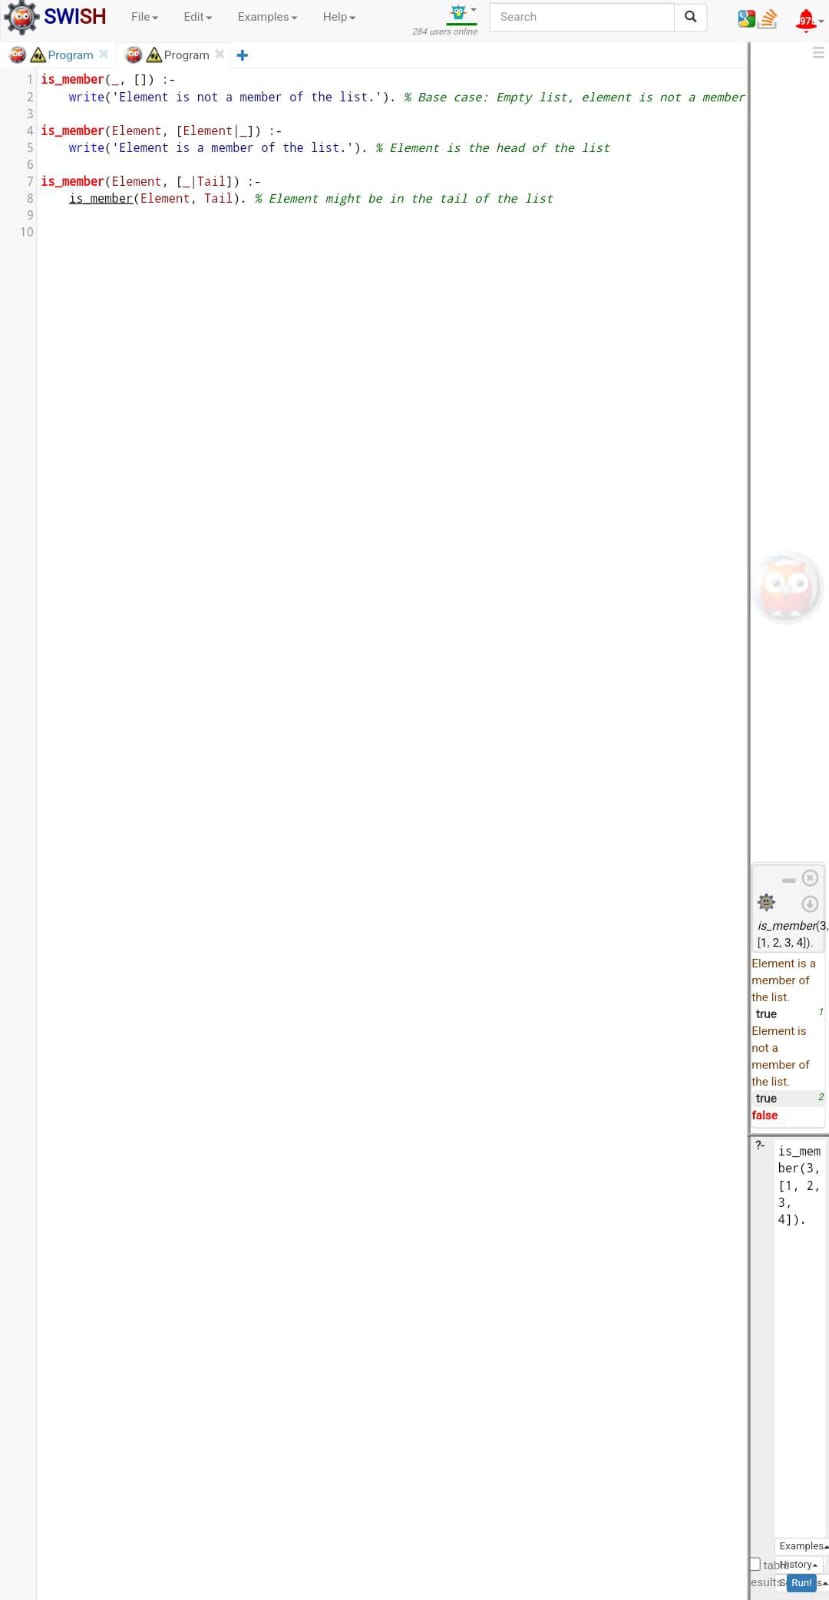 SWISH File Edit Examples Help 284 users online Search 975
Program Program
1 is_member(_, []) :-
2 write('Element is not a member of the list.'). % Base case: Empty list, element is not a member
3
4 is_member(Element, [Element|_]) :-
5 write('Element is a member of the list.'). % Element is the head of the list
6
7 is_member(Element, [_|Tail]) :-
8 is_member(Element, Tail). % Element might be in the tail of the list
9
10
is_member(3,
[1, 2, 3, 4]).
Element is a
member of
the list.
true 1
Element is
not a
member of
the list.
true 2
false
?- is_mem
ber(3,
[1, 2,
3,
4]).
Examples
History
Run!